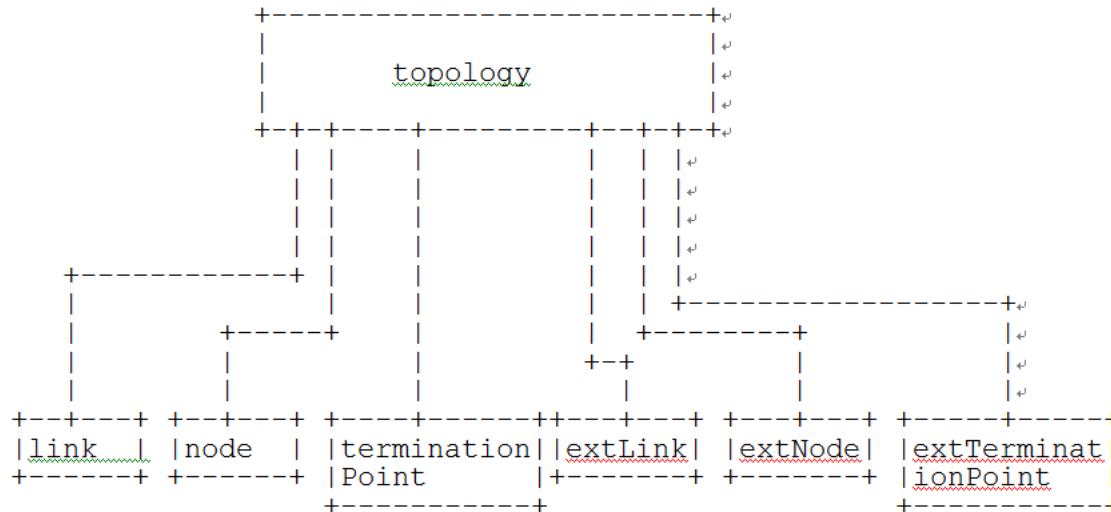 topology
link node termination extLink extNode extTerminat
Point ionPoint